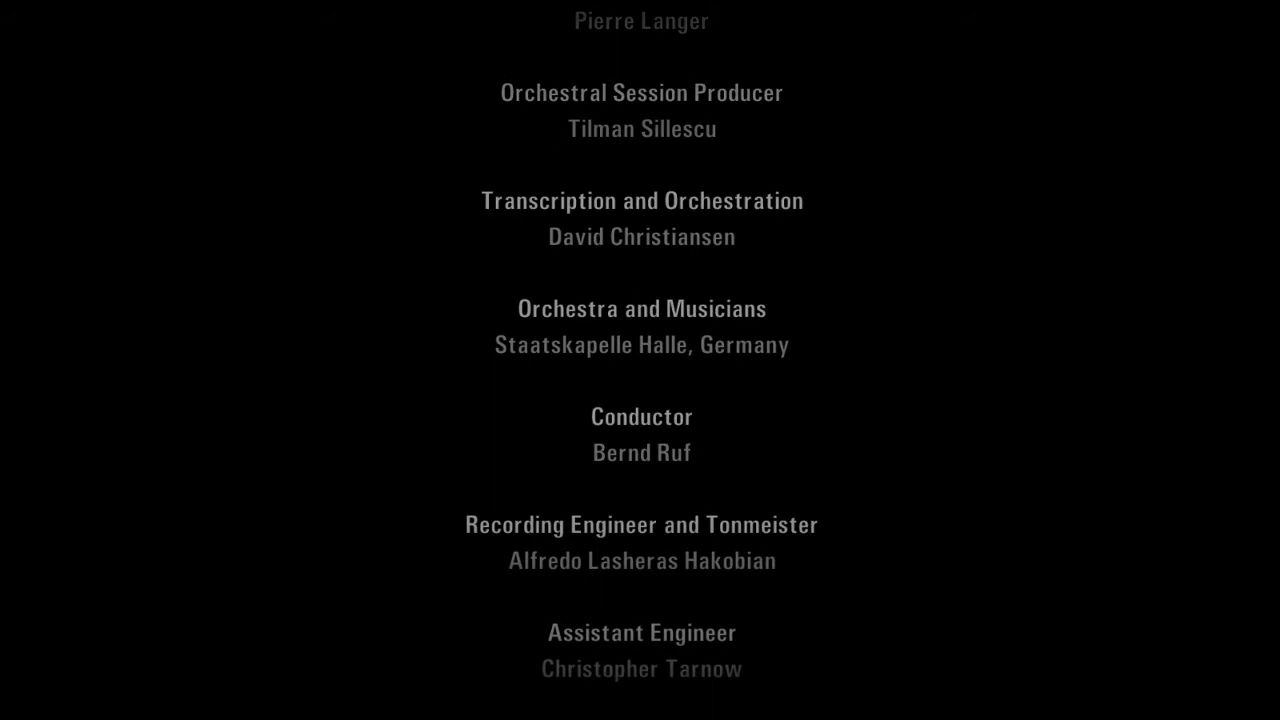 Pierre Langer
Orchestral Session Producer
Tilman Sillescu
Transcription and Orchestration
David Christiansen
Orchestra and Musicians
Staatskapelle Halle, Germany
Conductor
Bernd Ruf
Recording Engineer and Tonmeister
Alfredo Lasheras Hakobian
Assistant Engineer
Christopher Tarnow